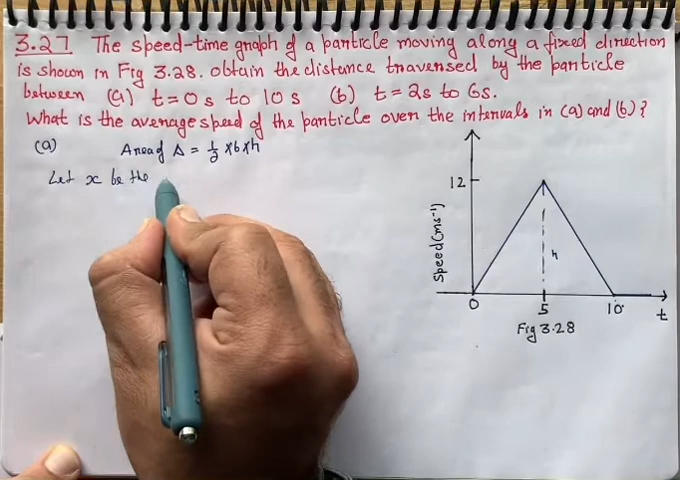 3.27 The speed-time graph of a particle moving along a fixed direction
is shown in Fig 3.28. obtain the distance traversed by the particle
between (a) t=0 s to 10 s (b) t=2s to 6s.
What is the average speed of the particle over the intervals in (a) and (b)?
(a) Area of Δ = 1/2 ×b×h
Let x be the
Speed(ms⁻¹)
12
h
0 5 10 t
Fig 3.28